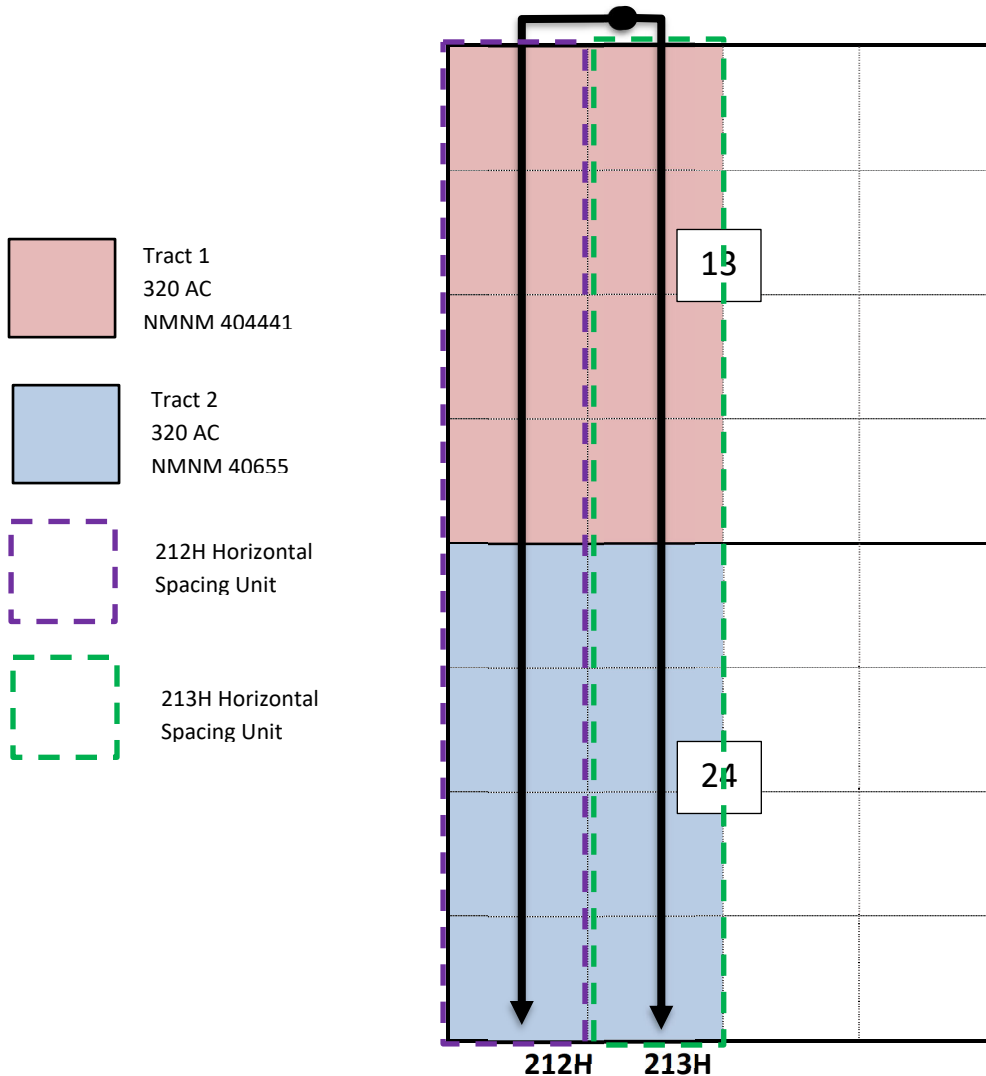 Tract 1
320 AC
NMNM 404441
Tract 2
320 AC
NMNM 40655
212H Horizontal
Spacing Unit
213H Horizontal
Spacing Unit
13
24
212H
213H